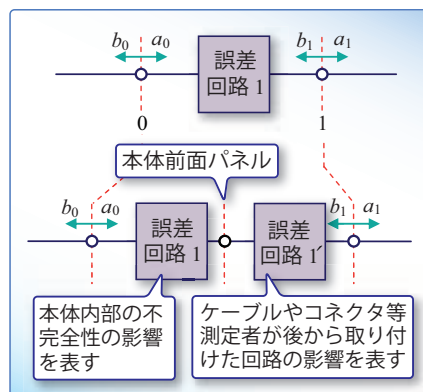 b₀ a₀
誤差
回路 1
b₁ a₁
0
1
本体前面パネル
b₀ a₀
誤差
回路 1
誤差
回路 1′
b₁ a₁
本体内部の不
完全性の影響
を表す
ケーブルやコネクタ等
測定者が後から取り付
けた回路の影響を表す